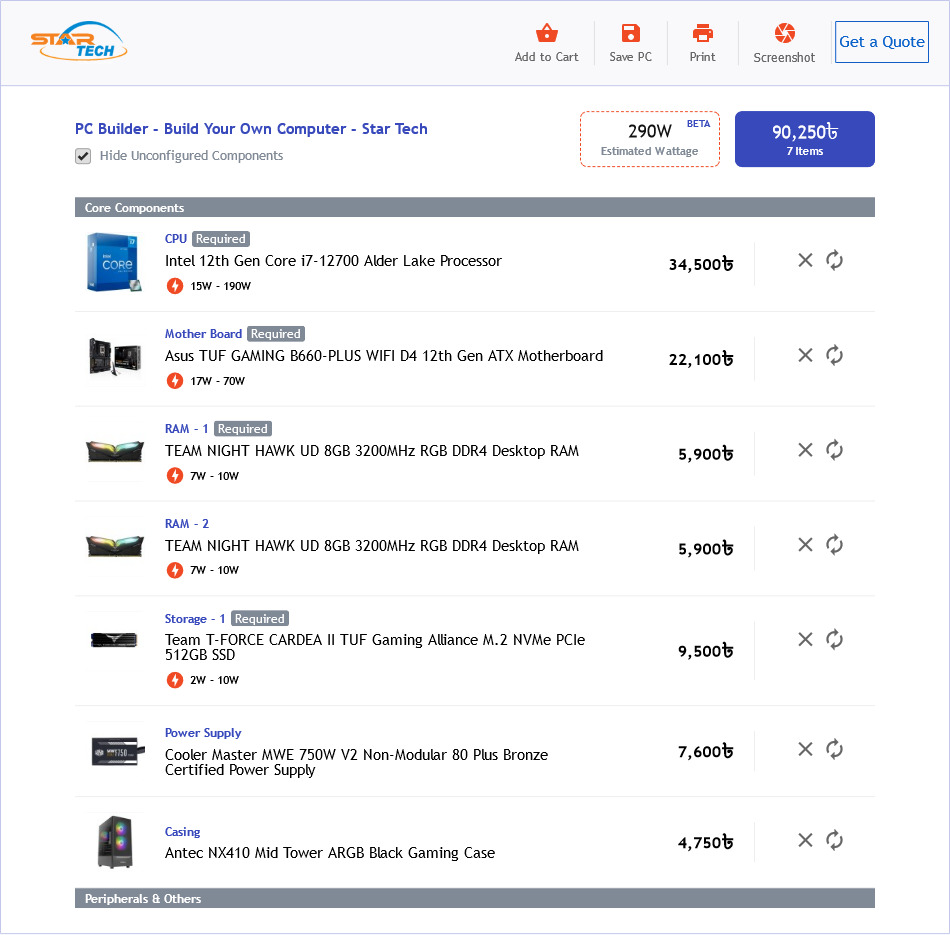 STAR
TECH
Add to Cart
Save PC
Print
Screenshot
Get a Quote
PC Builder - Build Your Own Computer - Star Tech
Hide Unconfigured Components
290W
BETA
Estimated Wattage
90,250৳
7 Items
Core Components
CPU Required
Intel 12th Gen Core i7-12700 Alder Lake Processor
15W - 190W
34,500৳
Mother Board Required
Asus TUF GAMING B660-PLUS WIFI D4 12th Gen ATX Motherboard
17W - 70W
22,100৳
RAM - 1 Required
TEAM NIGHT HAWK UD 8GB 3200MHz RGB DDR4 Desktop RAM
7W - 10W
5,900৳
RAM - 2
TEAM NIGHT HAWK UD 8GB 3200MHz RGB DDR4 Desktop RAM
7W - 10W
5,900৳
Storage - 1 Required
Team T-FORCE CARDEA II TUF Gaming Alliance M.2 NVMe PCIe
512GB SSD
2W - 10W
9,500৳
Power Supply
Cooler Master MWE 750W V2 Non-Modular 80 Plus Bronze
Certified Power Supply
7,600৳
Casing
Antec NX410 Mid Tower ARGB Black Gaming Case
4,750৳
Peripherals & Others